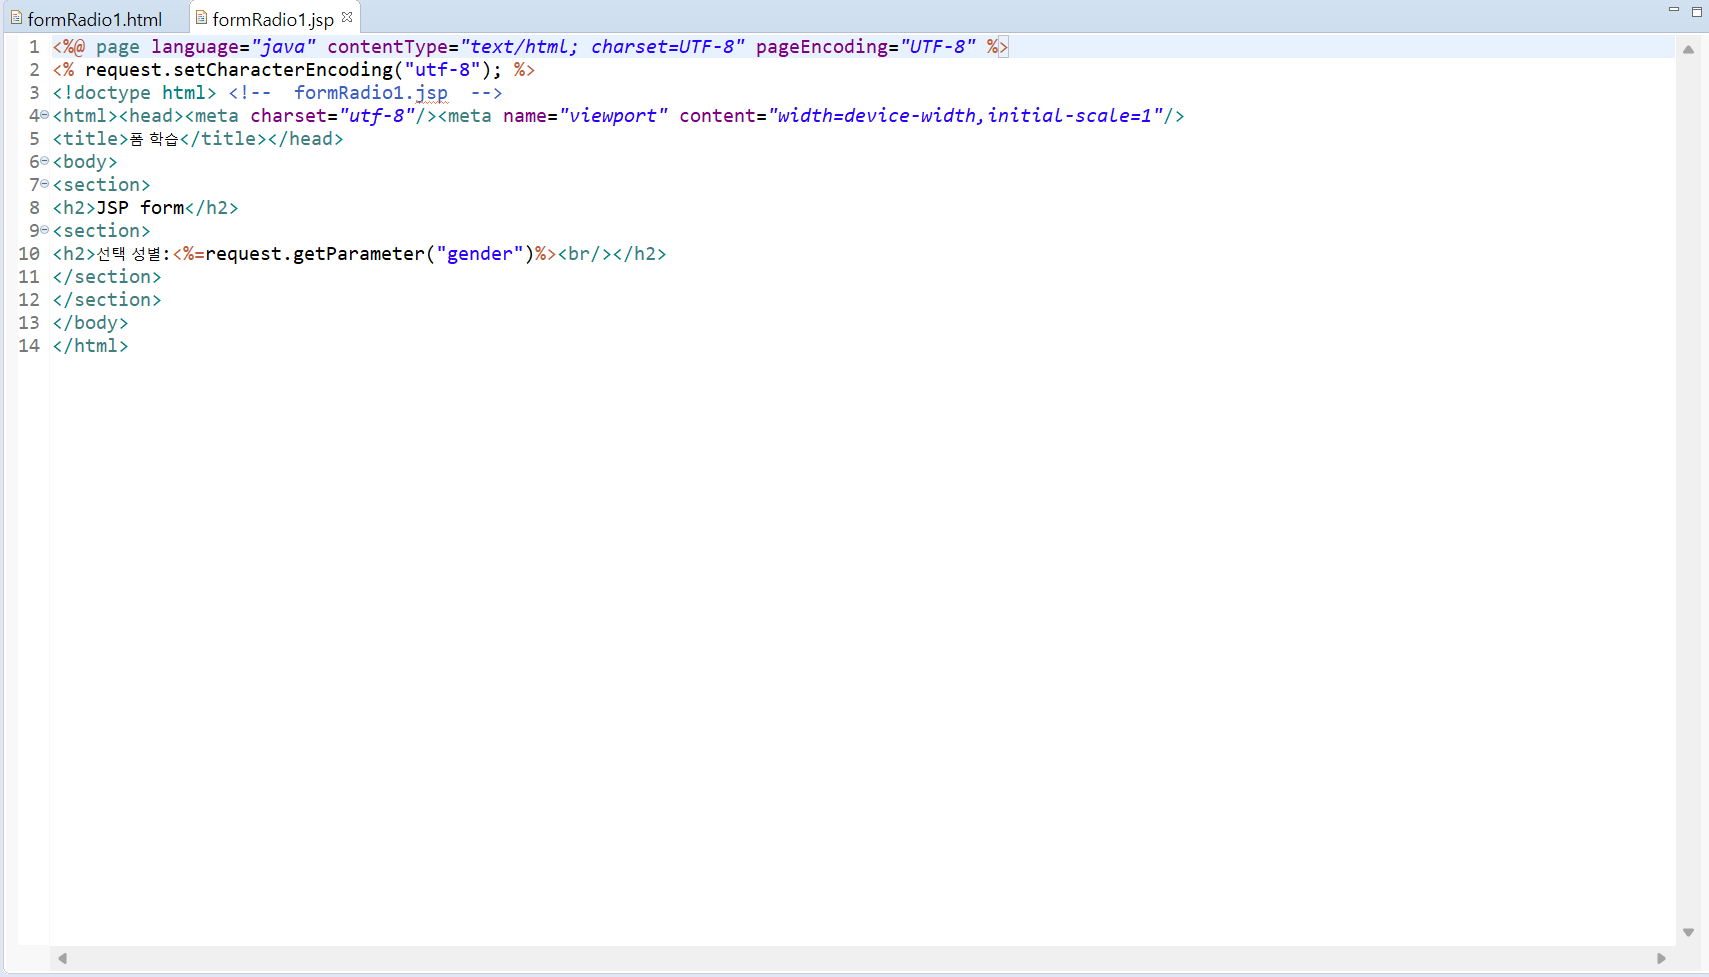 formRadio1.html formRadio1.jsp
1 <%@ page language="java" contentType="text/html; charset=UTF-8" pageEncoding="UTF-8" %>
2 <% request.setCharacterEncoding("utf-8"); %>
3 <!doctype html> <!--  formRadio1.jsp  -->
4 <html><head><meta charset="utf-8"/><meta name="viewport" content="width=device-width,initial-scale=1"/>
5 <title>폼 학습</title></head>
6 <body>
7 <section>
8 <h2>JSP form</h2>
9 <section>
10 <h2>선택 성별:<%=request.getParameter("gender")%><br/></h2>
11 </section>
12 </section>
13 </body>
14 </html>